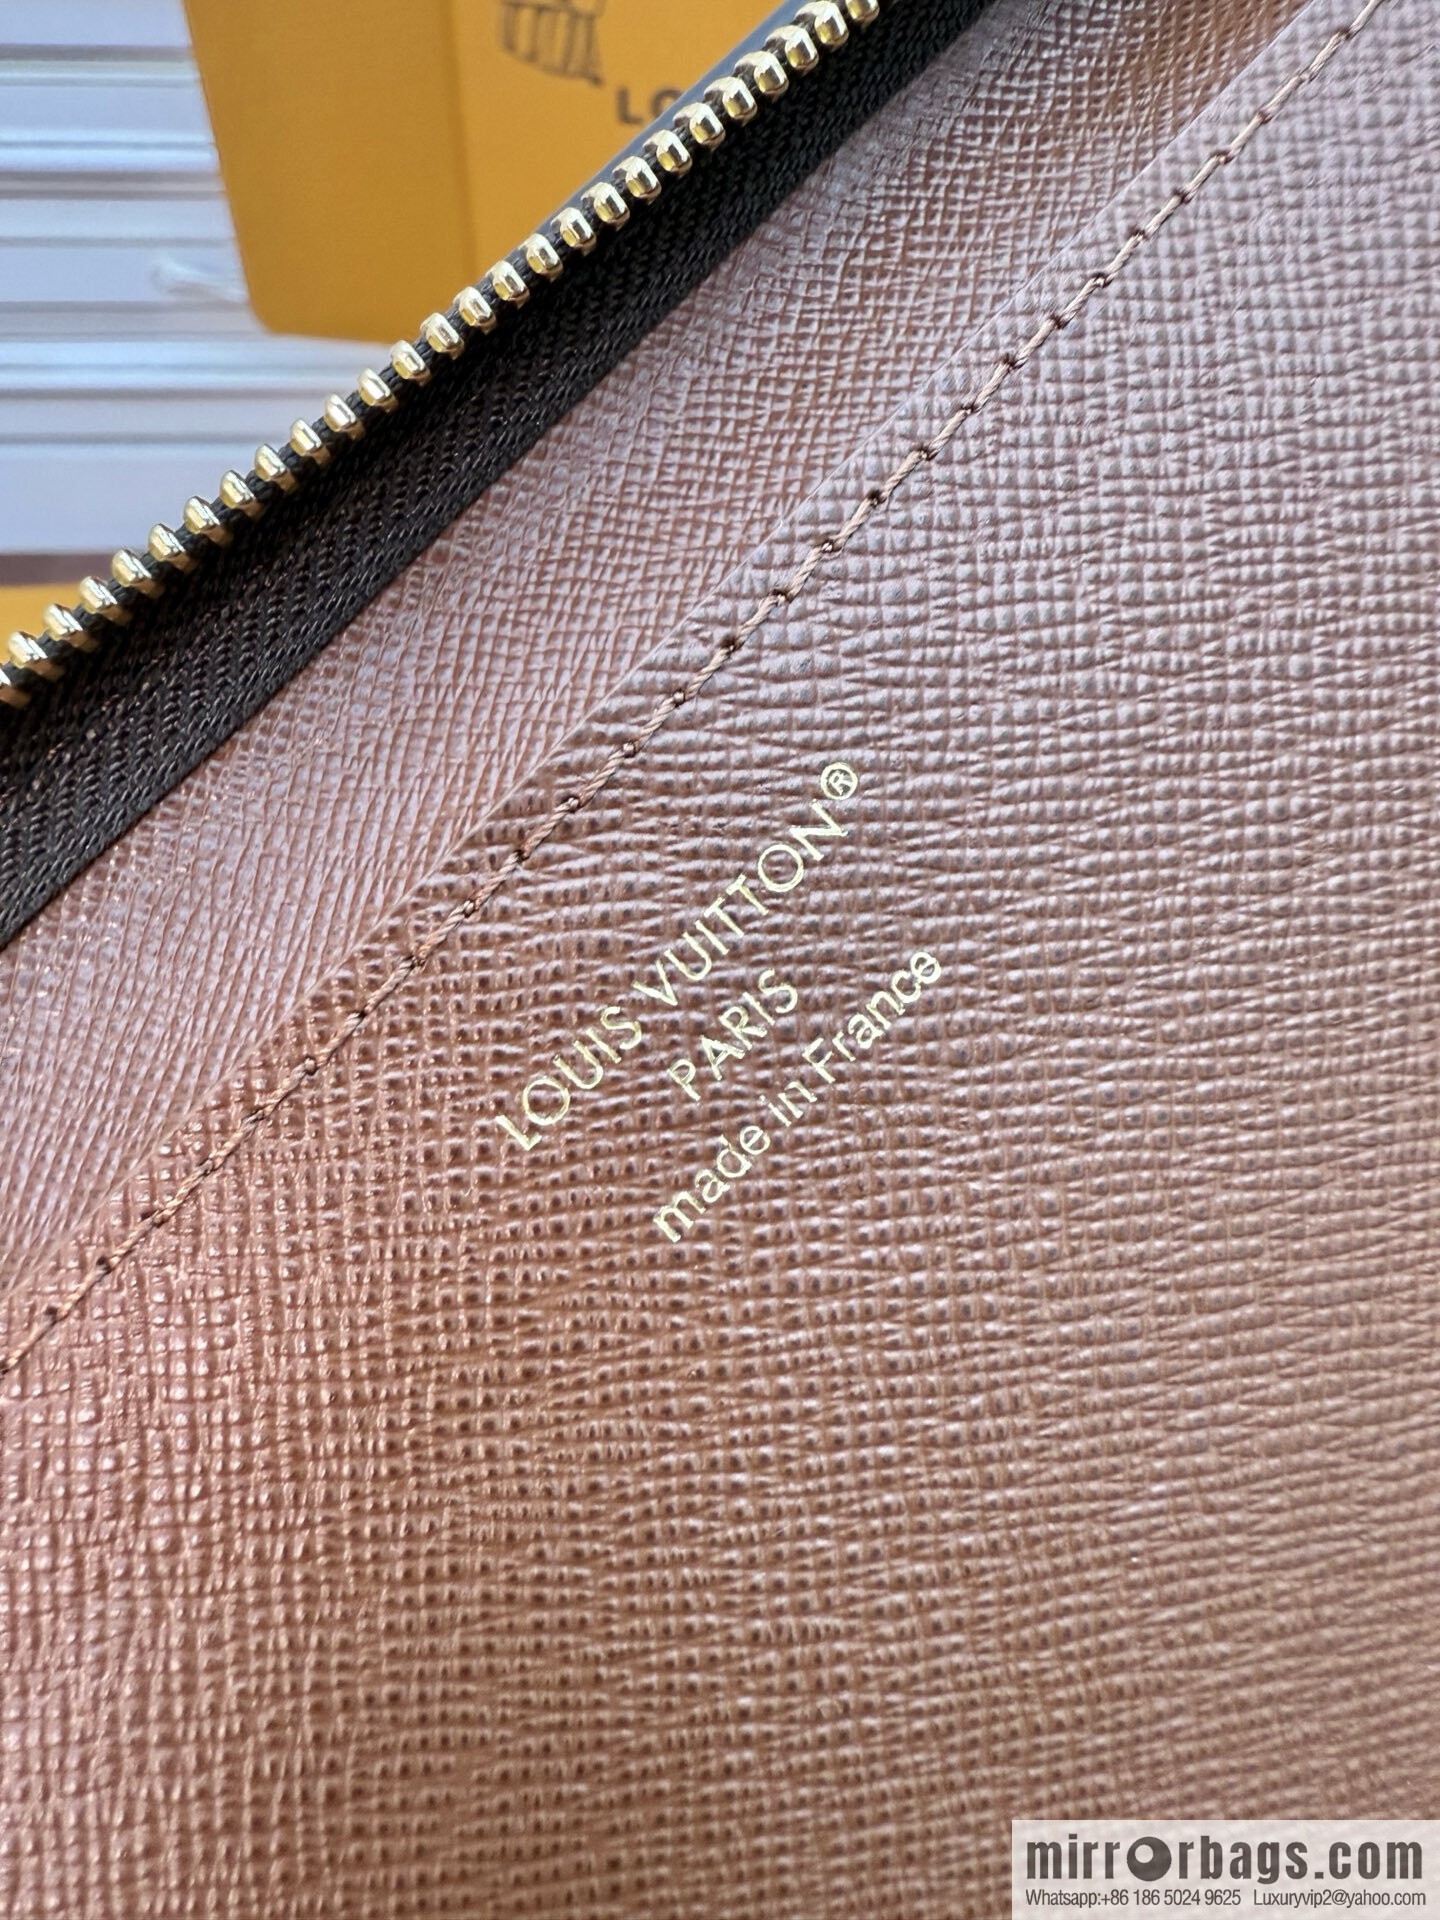 LOUIS VUITTON®
PARIS
made in France
mirrorbags.com
Whatsapp:+86 186 5024 9625 Luxuryvip2@yahoo.com